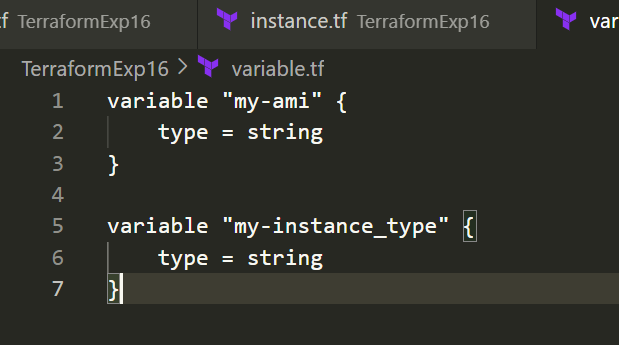 tf TerraformExp16 instance.tf TerraformExp16 var
TerraformExp16 > variable.tf
1 variable "my-ami" {
2     type = string
3 }
4
5 variable "my-instance_type" {
6     type = string
7 }